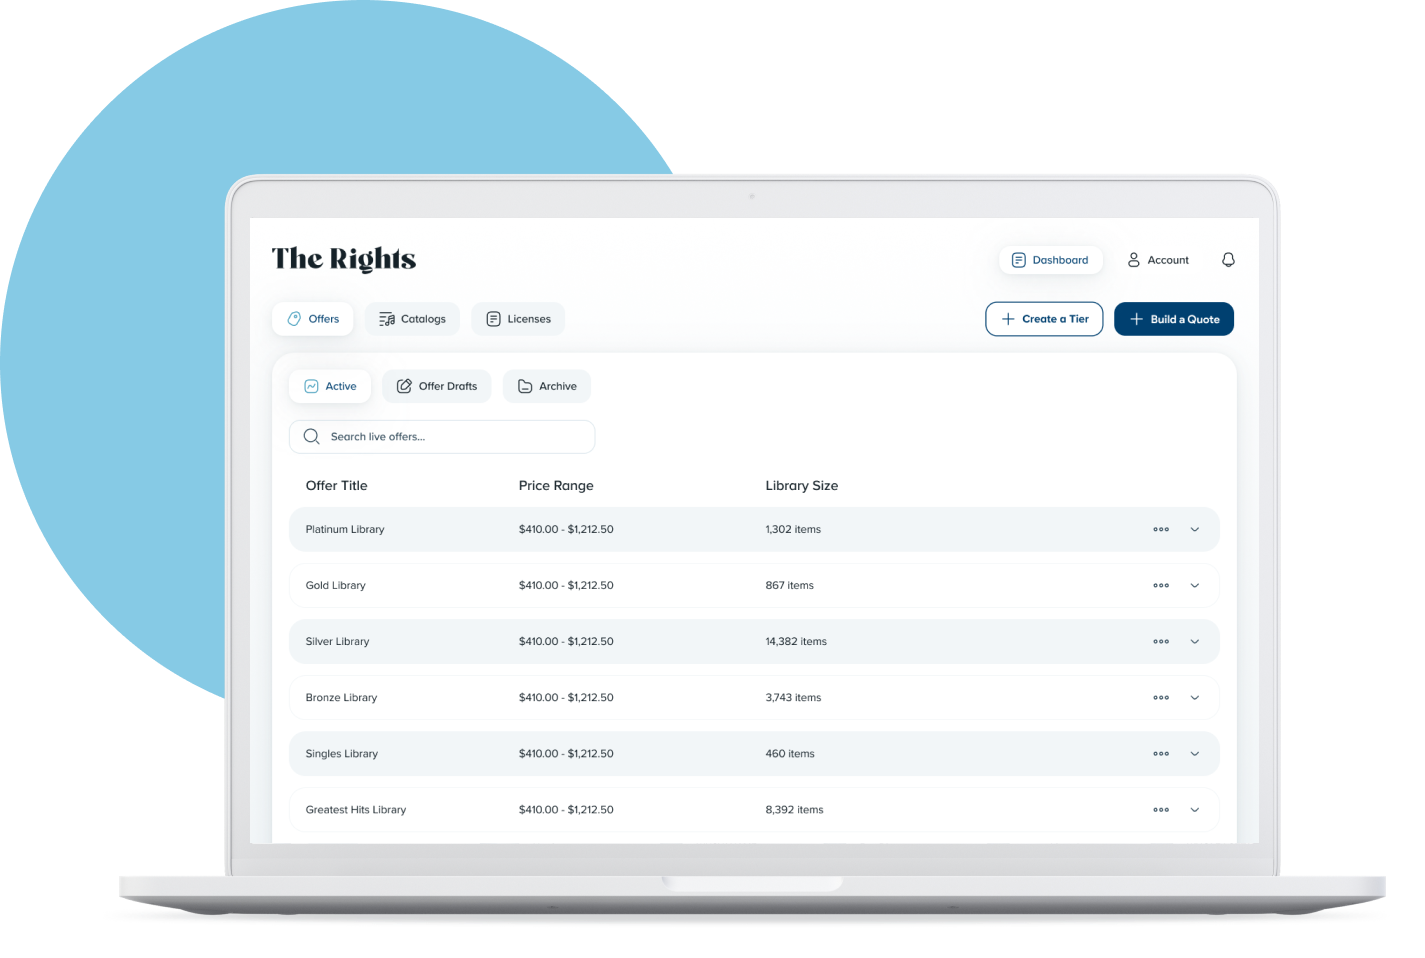 The Rights
Dashboard
Account
Offers
Catalogs
Licenses
Create a Tier
Build a Quote
Active
Offer Drafts
Archive
Search live offers...
Offer Title Price Range Library Size
Platinum Library $410.00 - $1,212.50 1,302 items
Gold Library $410.00 - $1,212.50 867 items
Silver Library $410.00 - $1,212.50 14,382 items
Bronze Library $410.00 - $1,212.50 3,743 items
Singles Library $410.00 - $1,212.50 460 items
Greatest Hits Library $410.00 - $1,212.50 8,392 items